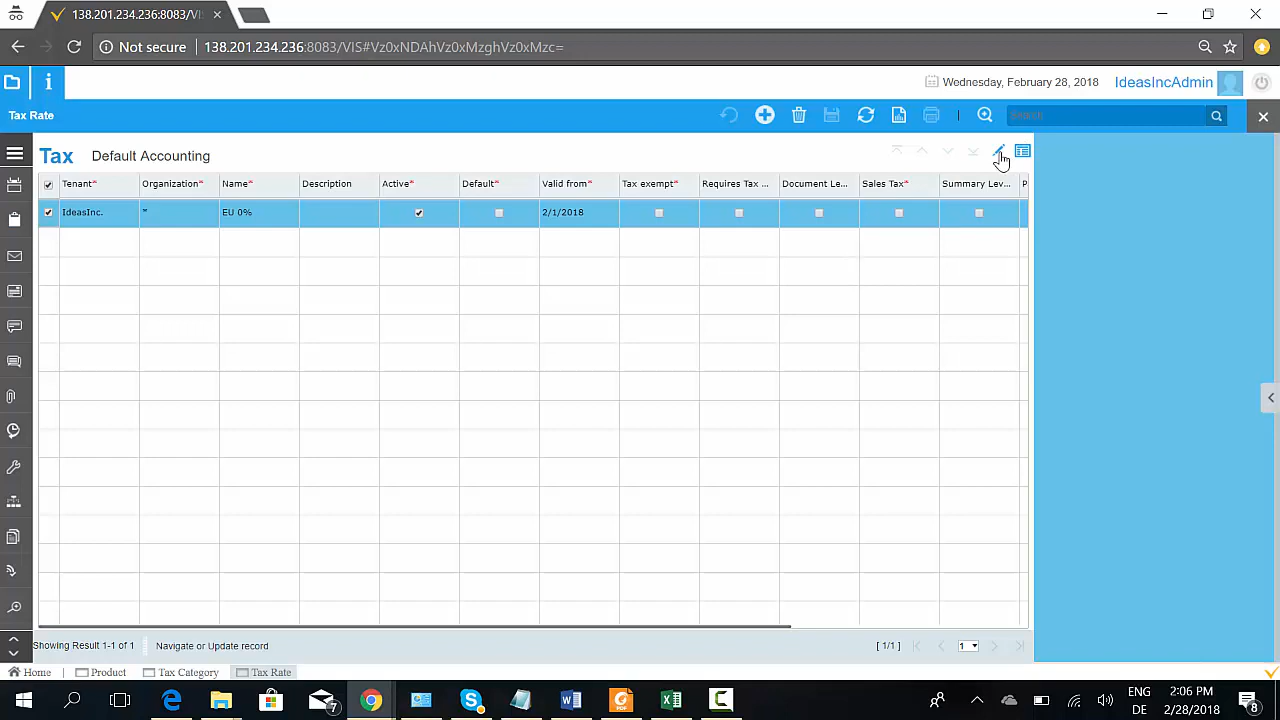 138.201.234.236:8083/VIS
Not secure
138.201.234.236:8083/VIS#Vz0xNDAhVz0xMzghVz0xMzc=
Wednesday, February 28, 2018
IdeasIncAdmin
Tax Rate
Search
Tax
Default Accounting
Tenant* Organization* Name* Description Active* Default* Valid from* Tax exempt* Requires Tax ... Document Le... Sales Tax* Summary Lev... P
IdeasInc. * EU 0% 2/1/2018
Showing Result 1-1 of 1
Navigate or Update record
[ 1/1 ]
1
Home
Product
Tax Category
Tax Rate
7
ENG
DE
2:06 PM
2/28/2018
8